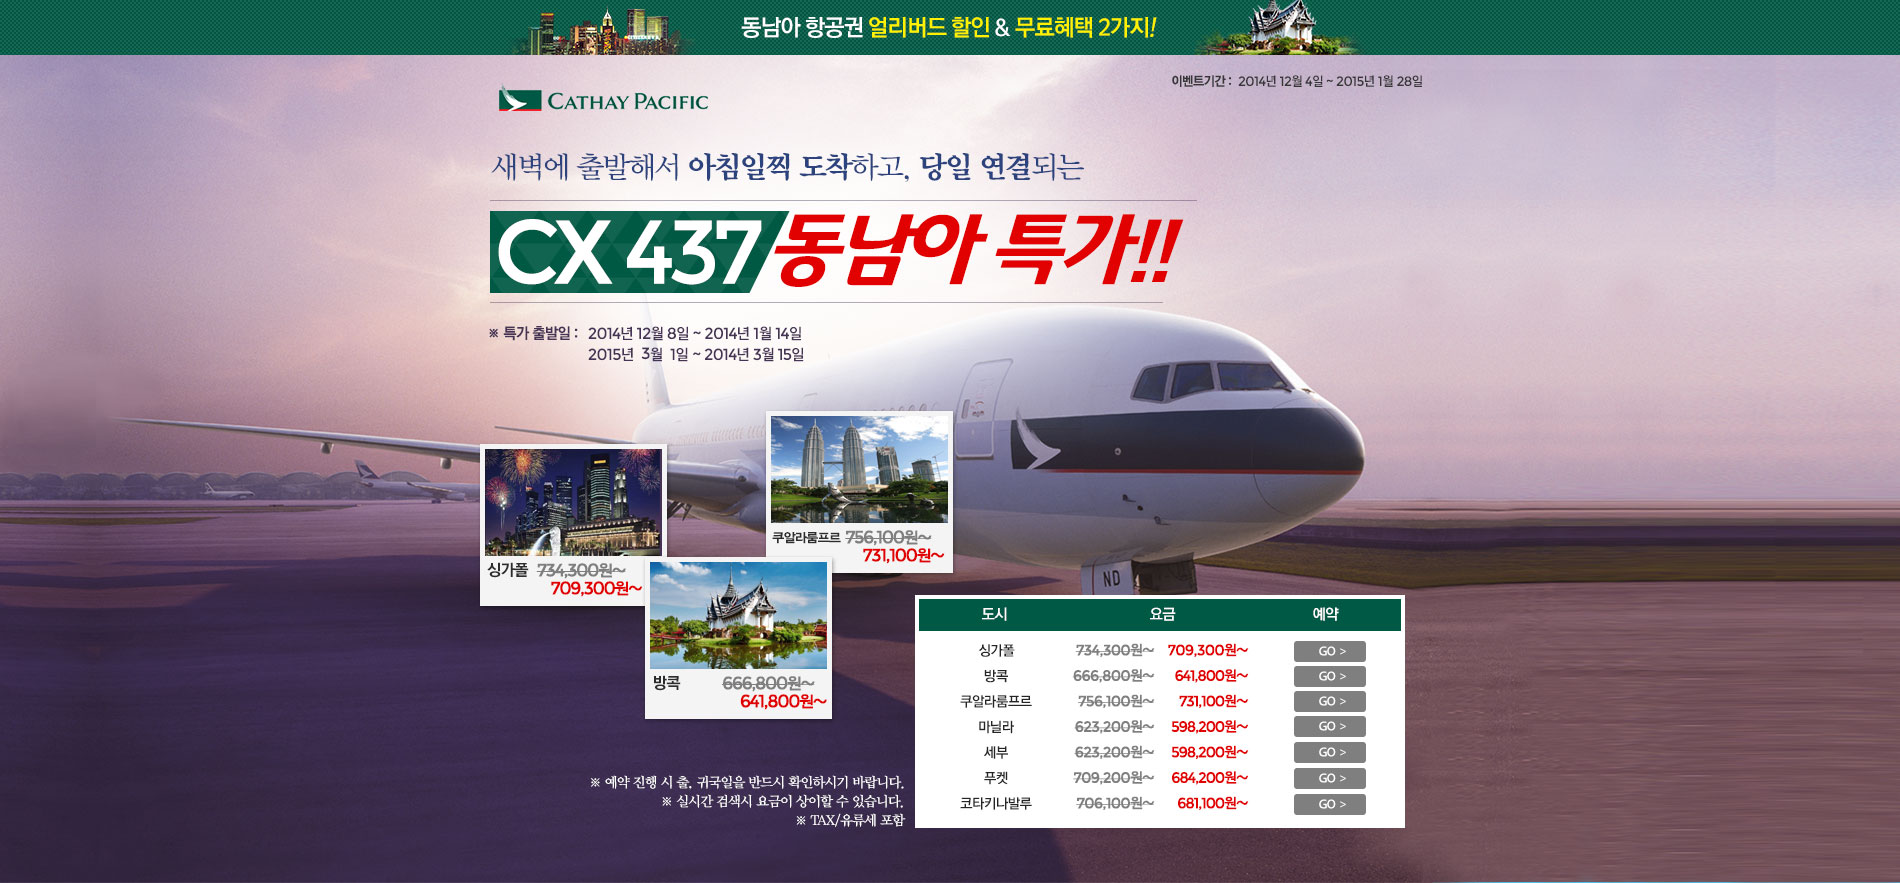 동남아 항공권 얼리버드 할인 & 무료혜택 2가지!
이벤트기간 : 2014년 12월 4일 ~ 2015년 1월 28일
CATHAY PACIFIC
새벽에 출발해서 아침일찍 도착하고, 당일 연결되는
CX 437 동남아 특가!!
※ 특가 출발일 : 2014년 12월 8일 ~ 2014년 1월 14일
2015년 3월 1일 ~ 2014년 3월 15일
쿠알라룸프르 756,100원~
731,100원~
싱가폴 734,300원~
709,300원~
방콕 666,800원~
641,800원~
ND
도시 요금 예약
싱가폴 734,300원~ 709,300원~ GO >
방콕 666,800원~ 641,800원~ GO >
쿠알라룸프르 756,100원~ 731,100원~ GO >
마닐라 623,200원~ 598,200원~ GO >
세부 623,200원~ 598,200원~ GO >
푸켓 709,200원~ 684,200원~ GO >
코타키나발루 706,100원~ 681,100원~ GO >
※ 예약 진행 시 출, 귀국일을 반드시 확인하시기 바랍니다.
※ 실시간 검색시 요금이 상이할 수 있습니다.
※ TAX/유류세 포함